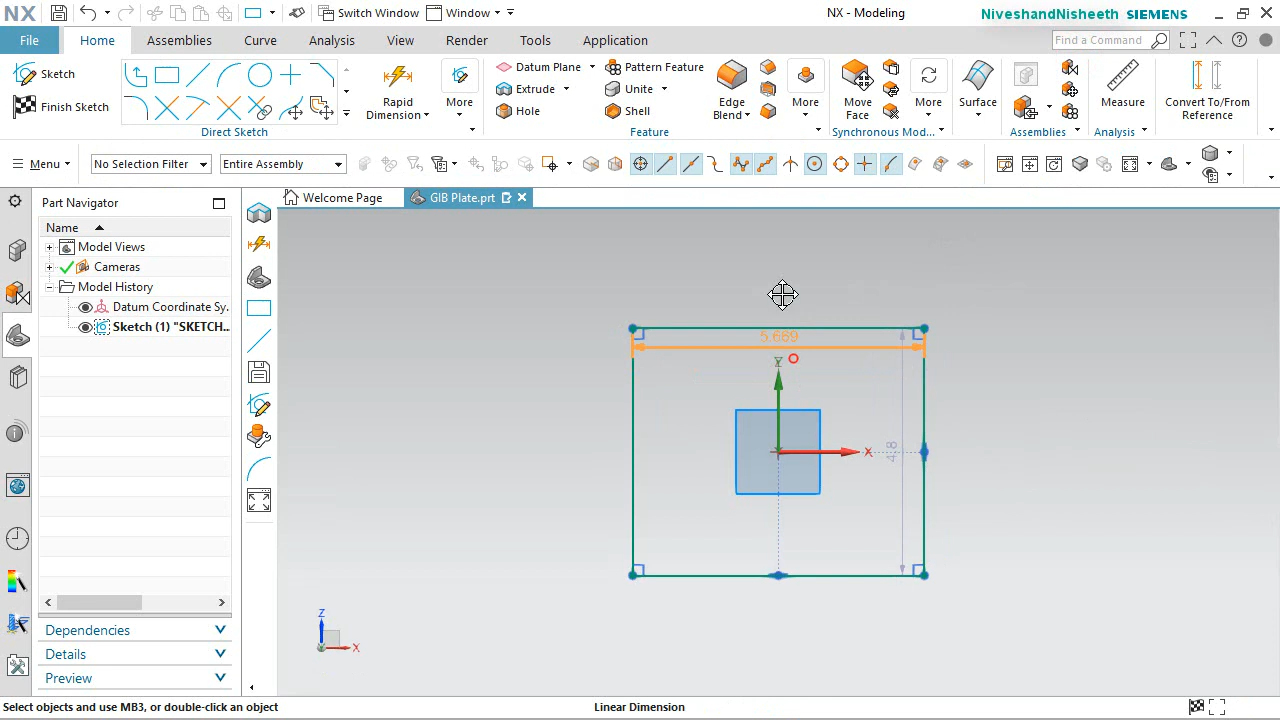 NX
Switch Window
Window
NX - Modeling
NiveshandNisheeth SIEMENS
File
Home
Assemblies
Curve
Analysis
View
Render
Tools
Application
Find a Command
Sketch
Finish Sketch
Direct Sketch
Rapid
Dimension
More
Datum Plane
Extrude
Hole
Pattern Feature
Unite
Shell
Edge
Blend
More
Feature
Move
Face
More
Synchronous Mod...
Surface
Assemblies
Measure
Analysis
Convert To/From
Reference
Menu
No Selection Filter
Entire Assembly
Part Navigator
Welcome Page
GIB Plate.prt
Name
Model Views
Cameras
Model History
Datum Coordinate Sy.
Sketch (1) "SKETCH...
5.669
Y
X
4.8
Z
X
Dependencies
Details
Preview
Select objects and use MB3, or double-click an object
Linear Dimension